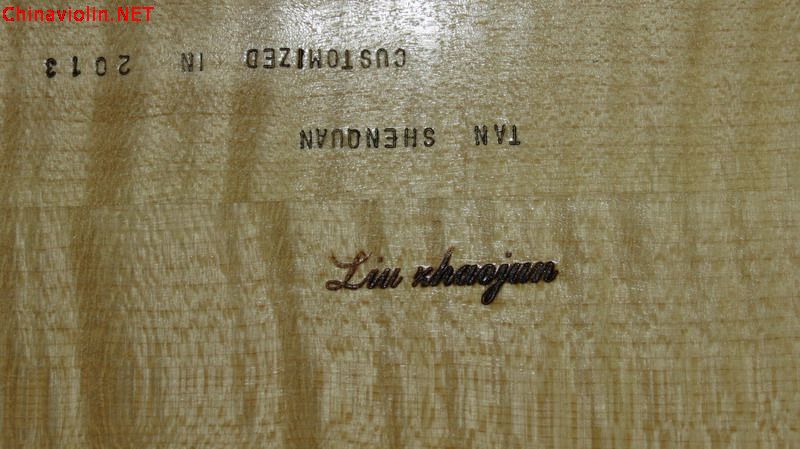 Chinaviolin.NET
CUSTOMIZED IN 2013
TAN SHENQUAN
Liu zhaojun